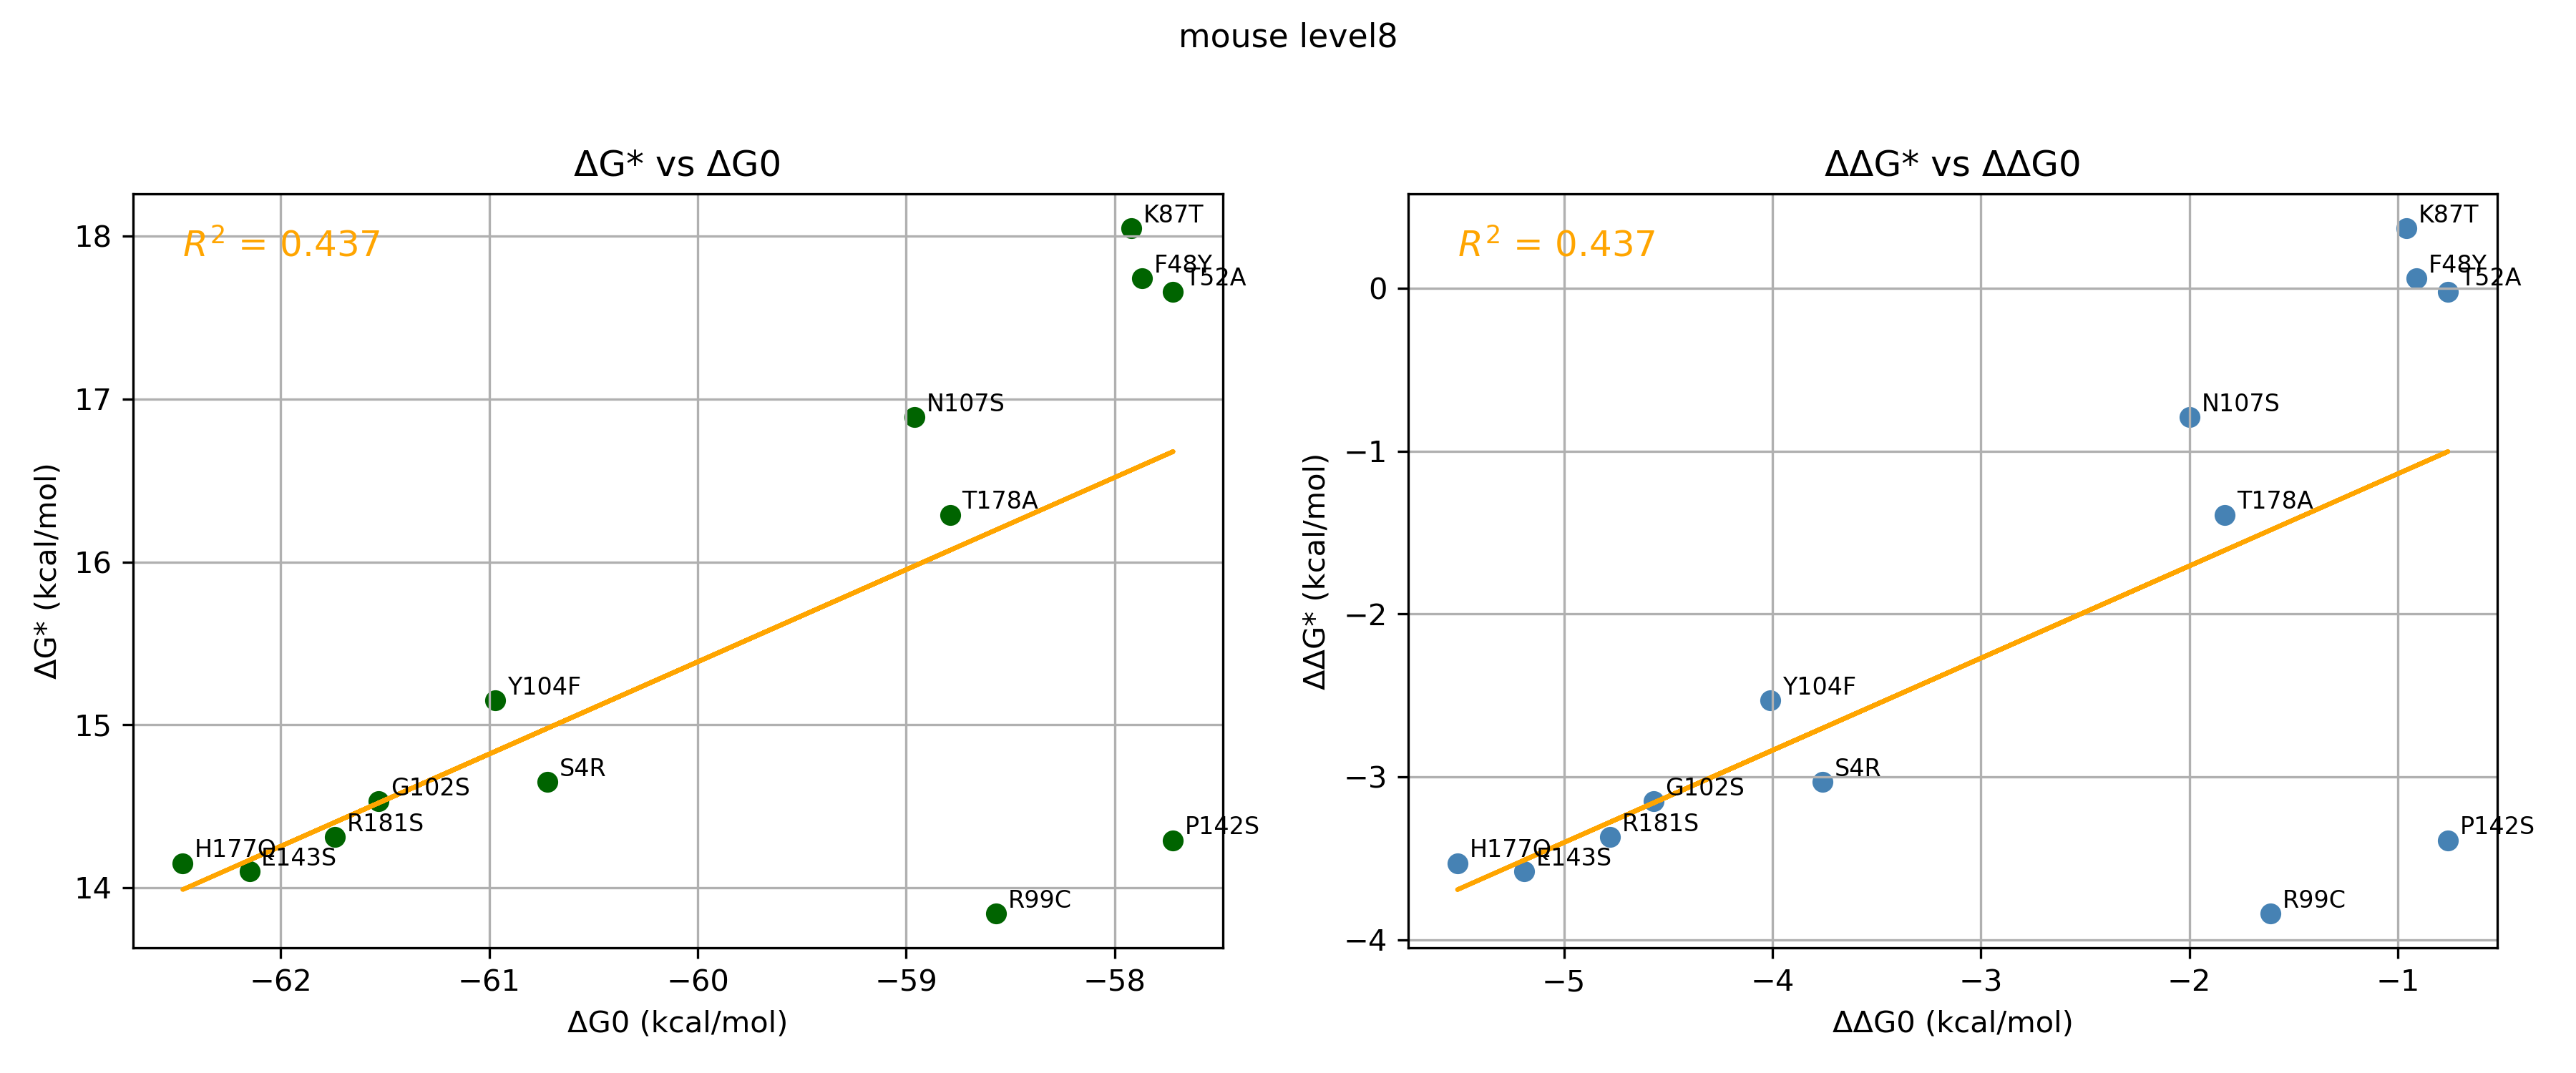 mouse level8
ΔG* vs ΔG0
R² = 0.437
K87T
F48Y
T52A
N107S
T178A
Y104F
S4R
G102S
R181S
H177Q
E143S
P142S
R99C
18
17
16
15
14
−62
−61
−60
−59
−58
ΔG* (kcal/mol)
ΔG0 (kcal/mol)
ΔΔG* vs ΔΔG0
R² = 0.437
K87T
F48Y
T52A
N107S
T178A
Y104F
S4R
G102S
R181S
H177Q
E143S
P142S
R99C
0
−1
−2
−3
−4
−5
−4
−3
−2
−1
ΔΔG* (kcal/mol)
ΔΔG0 (kcal/mol)